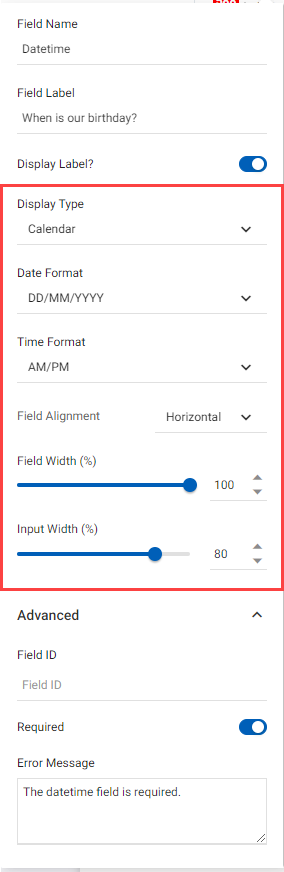 Field Name
Datetime
Field Label
When is our birthday?
Display Label?
Display Type
Calendar
Date Format
DD/MM/YYYY
Time Format
AM/PM
Field Alignment
Horizontal
Field Width (%)
100
Input Width (%)
80
Advanced
Field ID
Field ID
Required
Error Message
The datetime field is required.